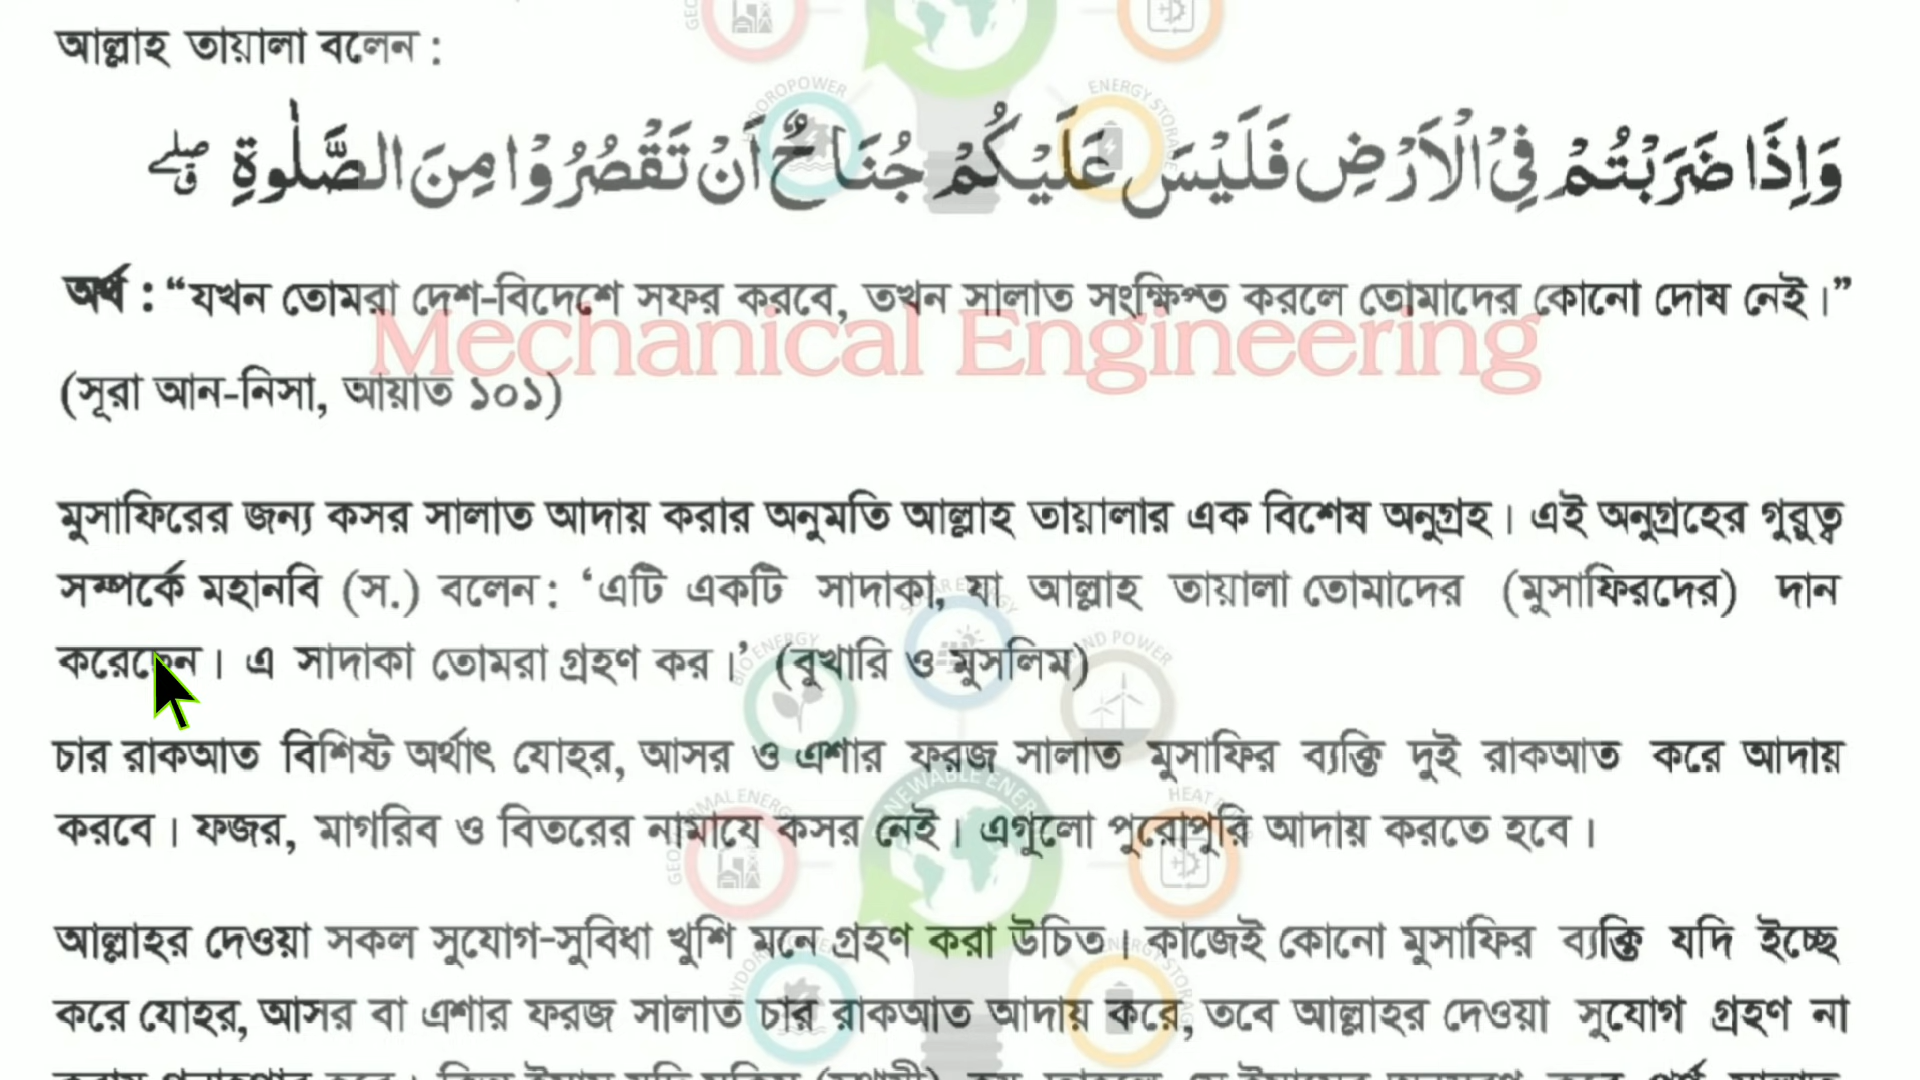 আল্লাহ তায়ালা বলেন :
وَاِذَا ضَرَبْتُمْ فِى الْاَرْضِ فَلَيْسَ عَلَيْكُمْ جُنَاحٌ اَنْ تَقْصُرُوْا مِنَ الصَّلٰوةِ
অর্থ : “যখন তোমরা দেশ-বিদেশে সফর করবে, তখন সালাত সংক্ষিপ্ত করলে তোমাদের কোনো দোষ নেই।”
Mechanical Engineering
(সূরা আন-নিসা, আয়াত ১০১)
মুসাফিরের জন্য কসর সালাত আদায় করার অনুমতি আল্লাহ তায়ালার এক বিশেষ অনুগ্রহ। এই অনুগ্রহের গুরুত্ব
সম্পর্কে মহানবি (স.) বলেন: ‘এটি একটি সাদাকা, যা আল্লাহ তায়ালা তোমাদের (মুসাফিরদের) দান
করেছেন। এ সাদাকা তোমরা গ্রহণ কর।’ (বুখারি ও মুসলিম)
চার রাকআত বিশিষ্ট অর্থাৎ যোহর, আসর ও এশার ফরজ সালাত মুসাফির ব্যক্তি দুই রাকআত করে আদায়
করবে। ফজর, মাগরিব ও বিতরের নামাযে কসর নেই। এগুলো পুরোপুরি আদায় করতে হবে।
আল্লাহর দেওয়া সকল সুযোগ-সুবিধা খুশি মনে গ্রহণ করা উচিত। কাজেই কোনো মুসাফির ব্যক্তি যদি ইচ্ছে
করে যোহর, আসর বা এশার ফরজ সালাত চার রাকআত আদায় করে, তবে আল্লাহর দেওয়া সুযোগ গ্রহণ না